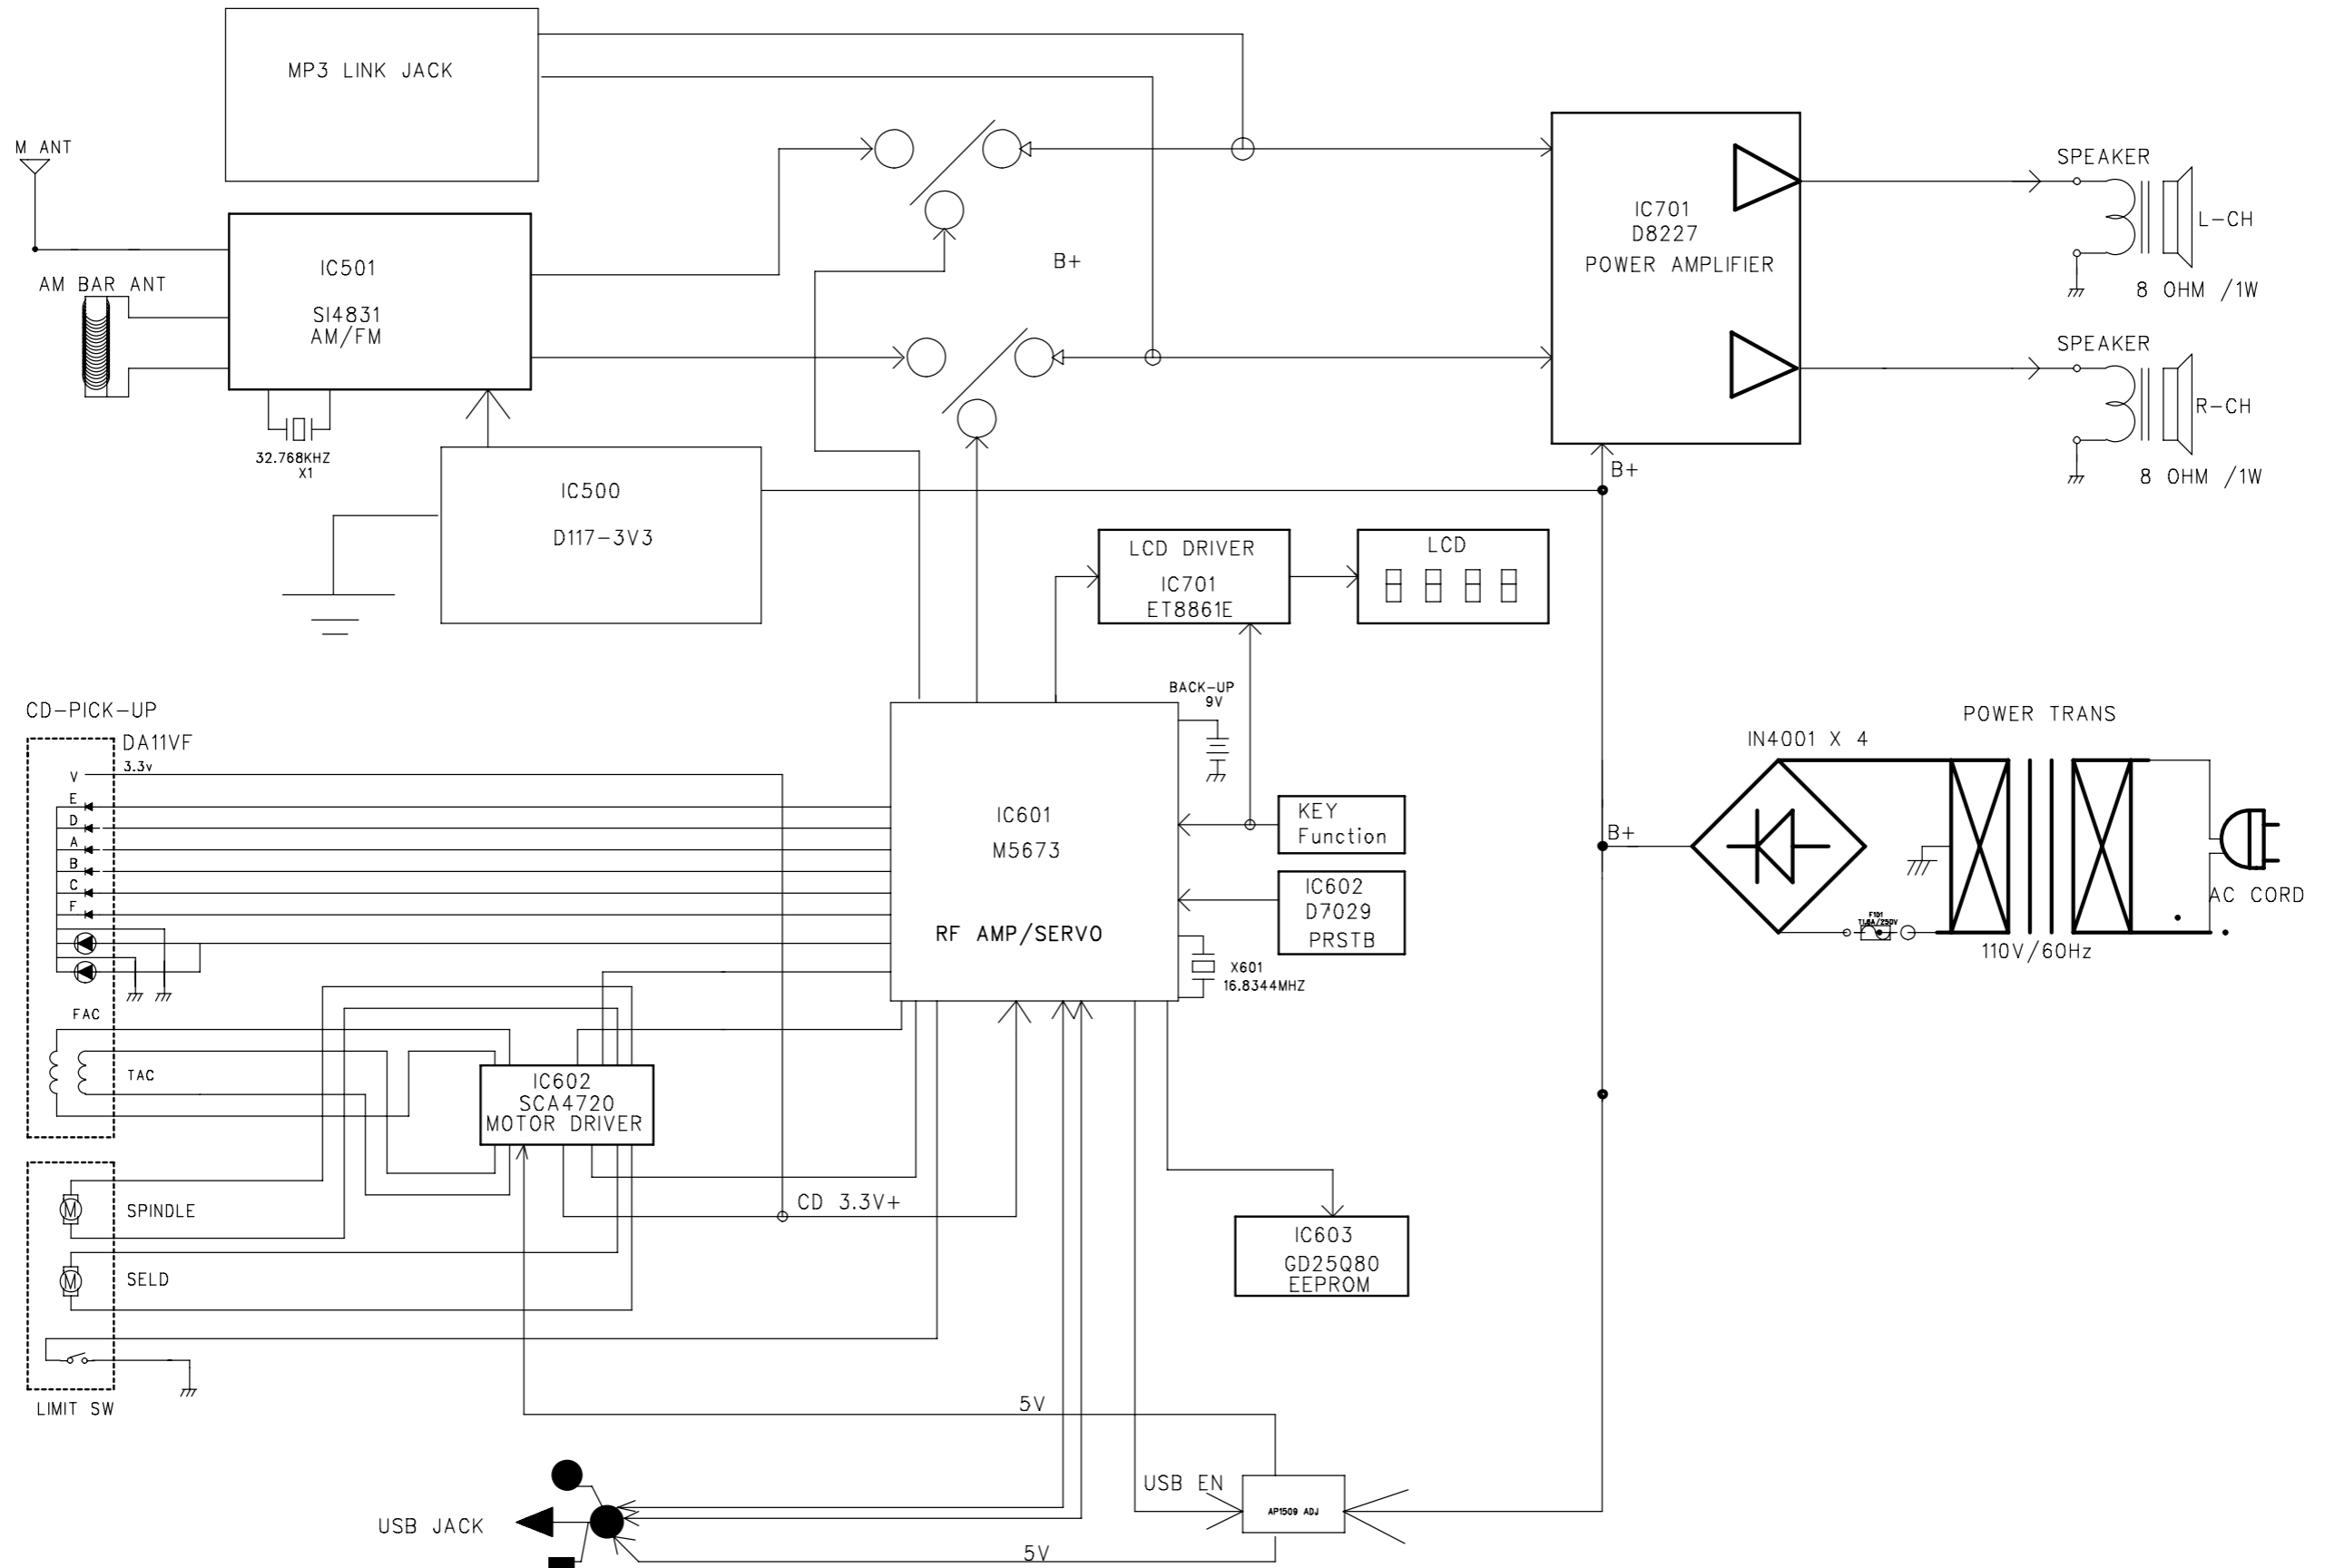 MP3 LINK JACK
M ANT
AM BAR ANT
IC501
SI4831
AM/FM
32.768KHZ
X1
B+
IC701
D8227
POWER AMPLIFIER
SPEAKER
L-CH
8 OHM /1W
SPEAKER
R-CH
8 OHM /1W
B+
IC500
D117-3V3
LCD DRIVER
IC701
ET8861E
LCD
BACK-UP
9V
CD-PICK-UP
DA11VF
3.3v
V
E
D
A
B
C
F
FAC
TAC
IC601
M5673
RF AMP/SERVO
KEY
Function
IC602
D7029
PRSTB
X601
16.8344MHZ
B+
IN4001 X 4
POWER TRANS
F101
T1.6A/250V
110V/60Hz
AC CORD
IC602
SCA4720
MOTOR DRIVER
SPINDLE
SELD
M
M
LIMIT SW
CD 3.3V+
IC603
GD25Q80
EEPROM
5V
USB EN
AP1509 ADJ
USB JACK
5V